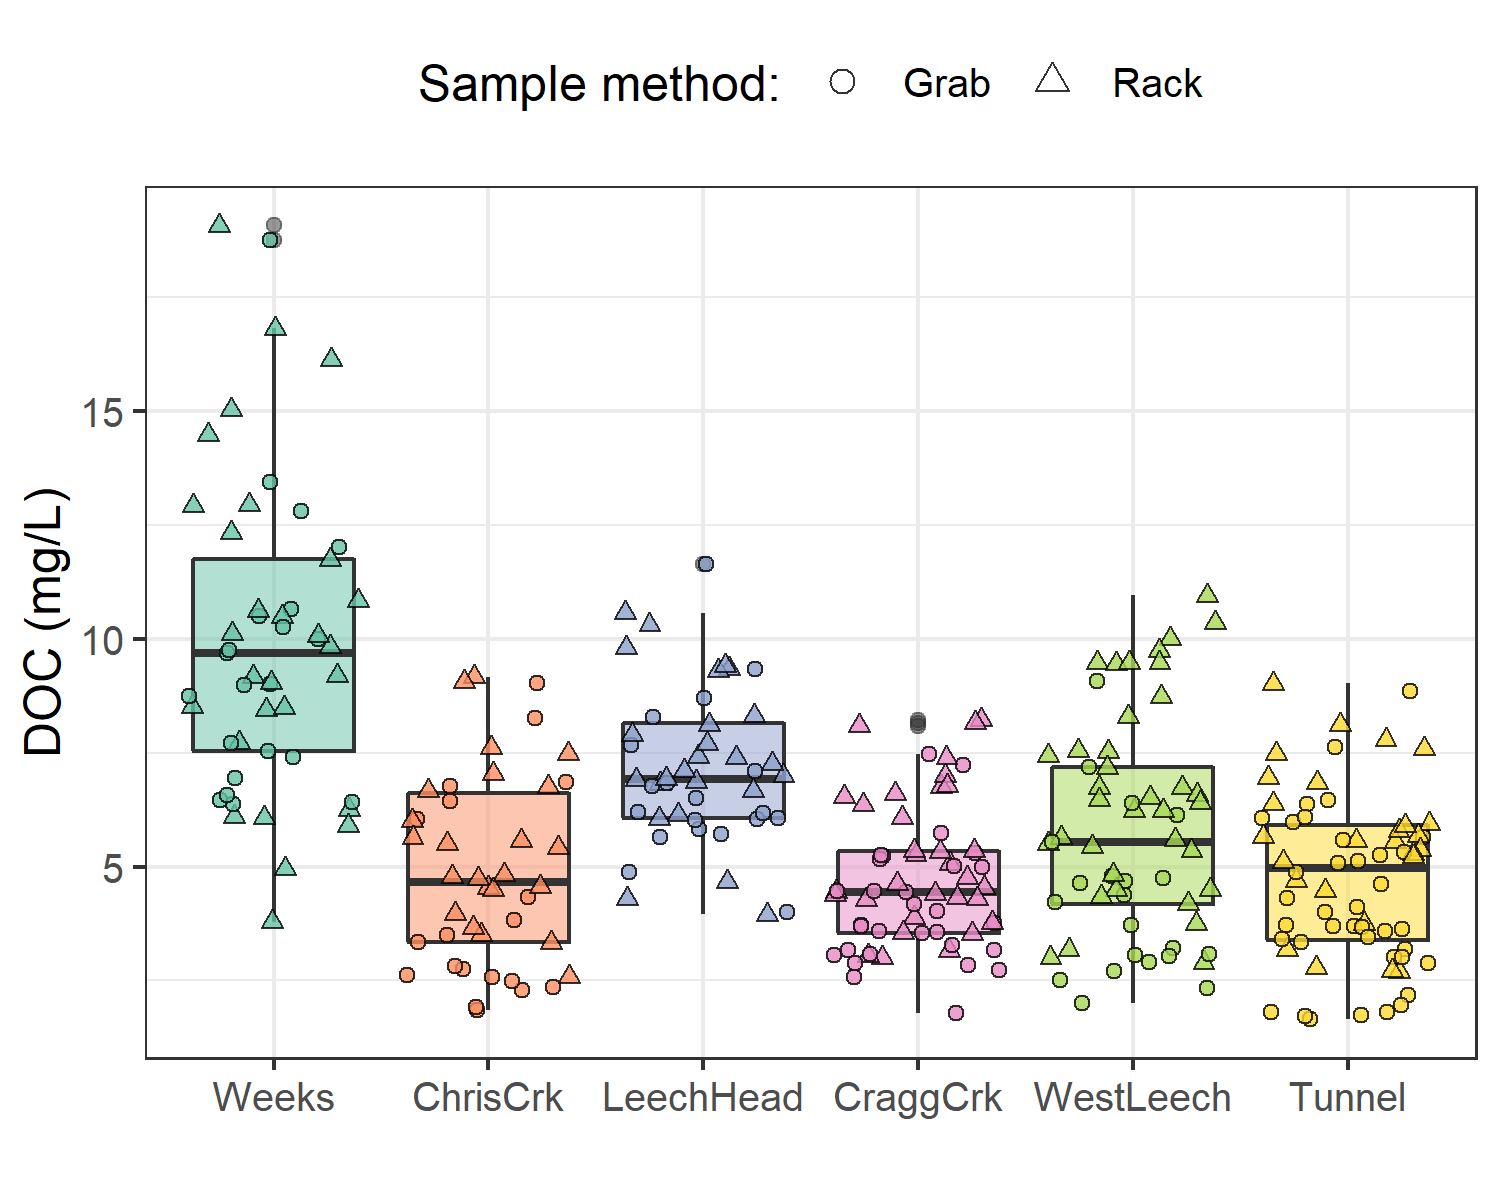 Sample method: Grab Rack
DOC (mg/L)
15
10
5
Weeks ChrisCrk LeechHead CraggCrk WestLeech Tunnel